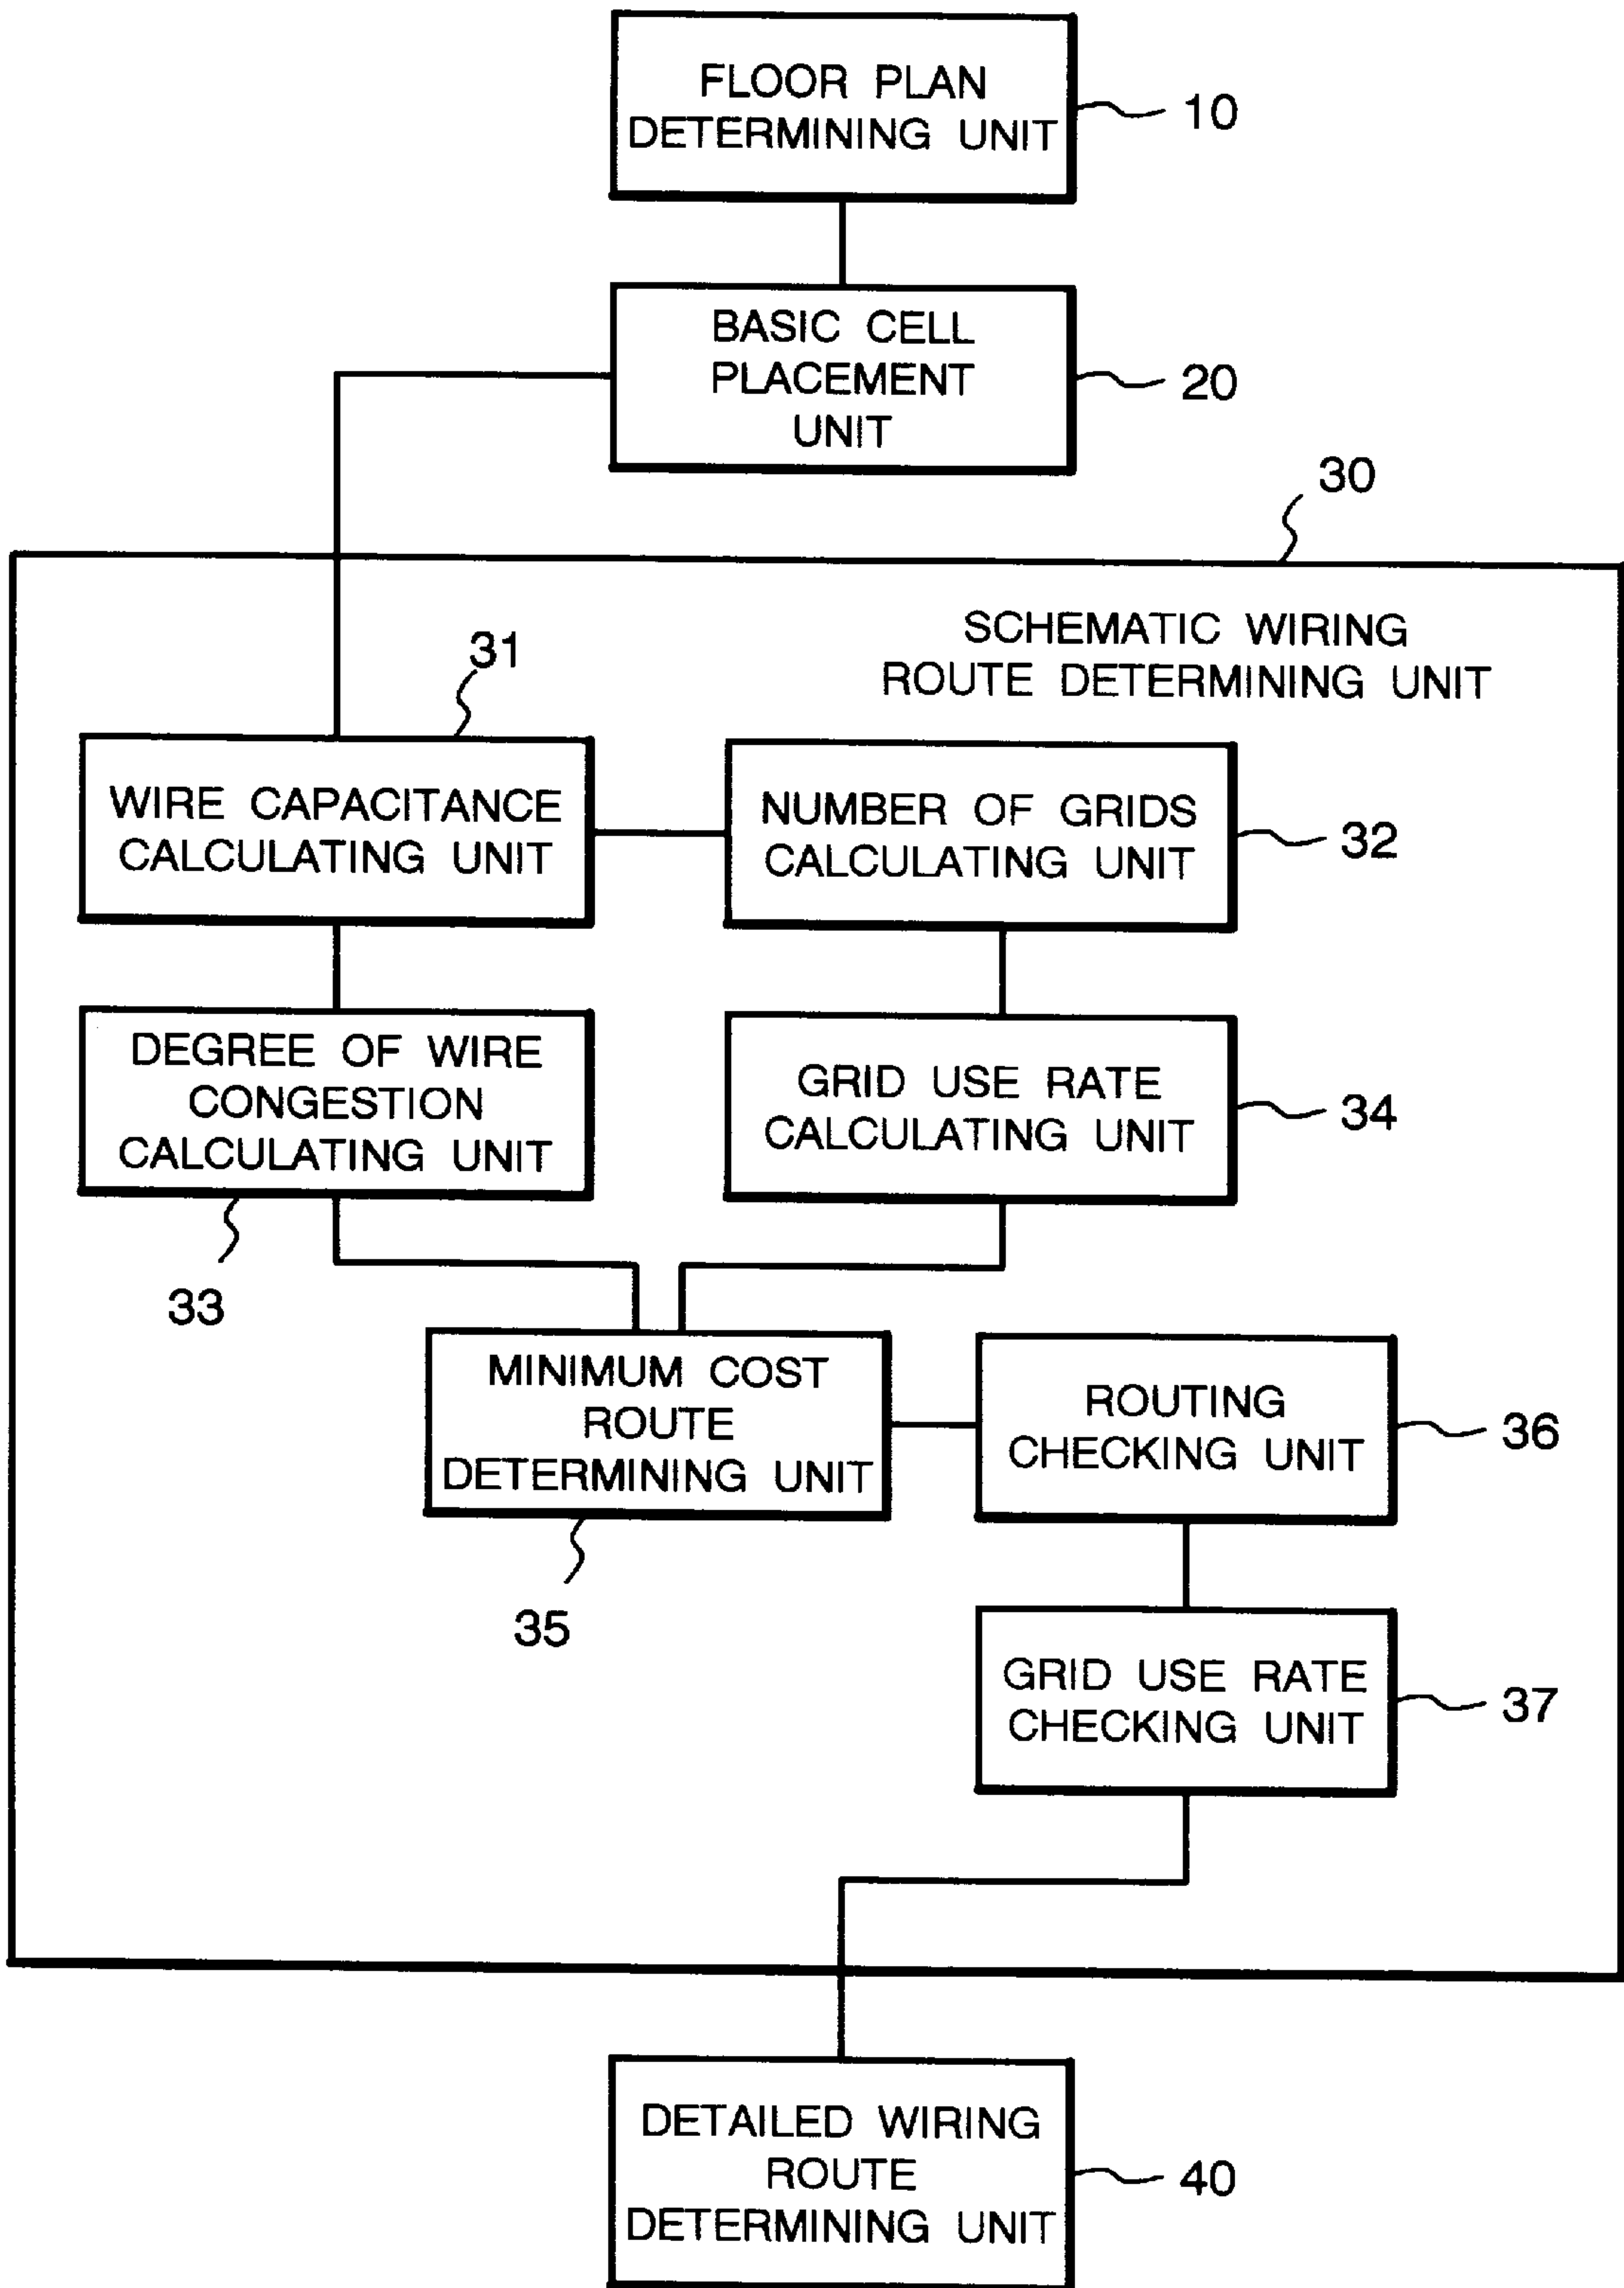 FLOOR PLAN
DETERMINING UNIT
10
BASIC CELL
PLACEMENT
UNIT
20
30
SCHEMATIC WIRING
ROUTE DETERMINING UNIT
31
WIRE CAPACITANCE
CALCULATING UNIT
NUMBER OF GRIDS
CALCULATING UNIT
32
DEGREE OF WIRE
CONGESTION
CALCULATING UNIT
33
GRID USE RATE
CALCULATING UNIT
34
MINIMUM COST
ROUTE
DETERMINING UNIT
35
ROUTING
CHECKING UNIT
36
GRID USE RATE
CHECKING UNIT
37
DETAILED WIRING
ROUTE
DETERMINING UNIT
40